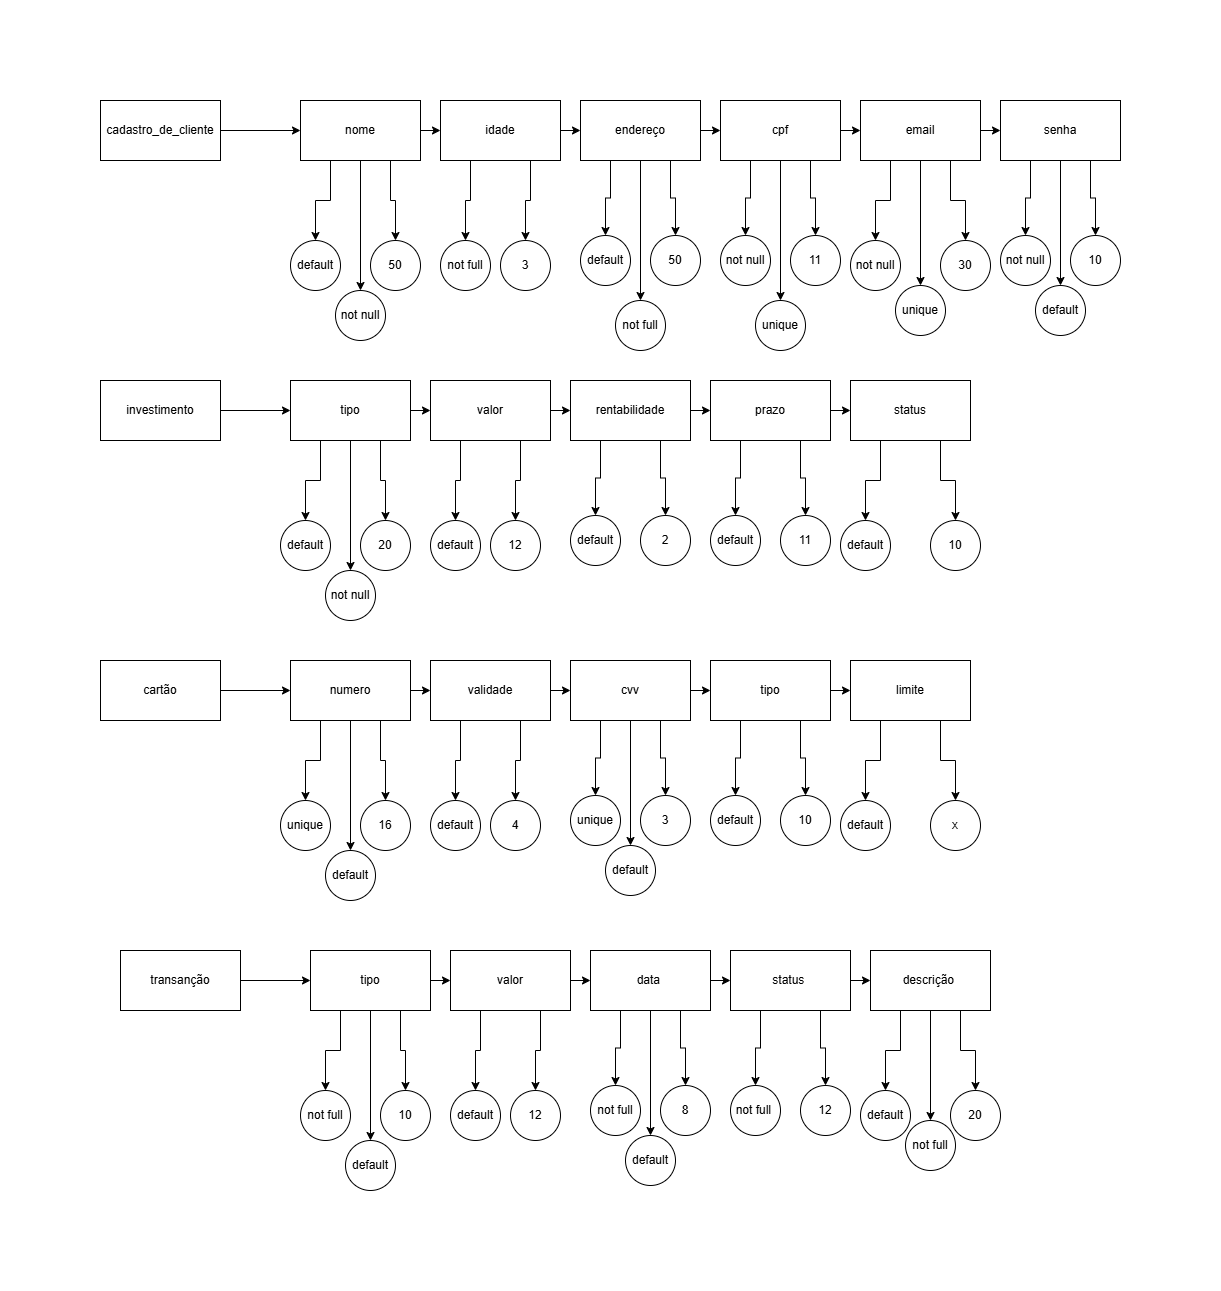 cadastro_de_cliente
nome
idade
endereço
cpf
email
senha
default
not null
50
not full
3
default
not full
50
not null
unique
11
not null
unique
30
not null
default
10
investimento
tipo
valor
rentabilidade
prazo
status
default
not null
20
default
12
default
2
default
11
default
10
cartão
numero
validade
cvv
tipo
limite
unique
default
16
default
4
unique
default
3
default
10
default
x
transanção
tipo
valor
data
status
descrição
not full
default
10
default
12
not full
default
8
not full
12
default
not full
20